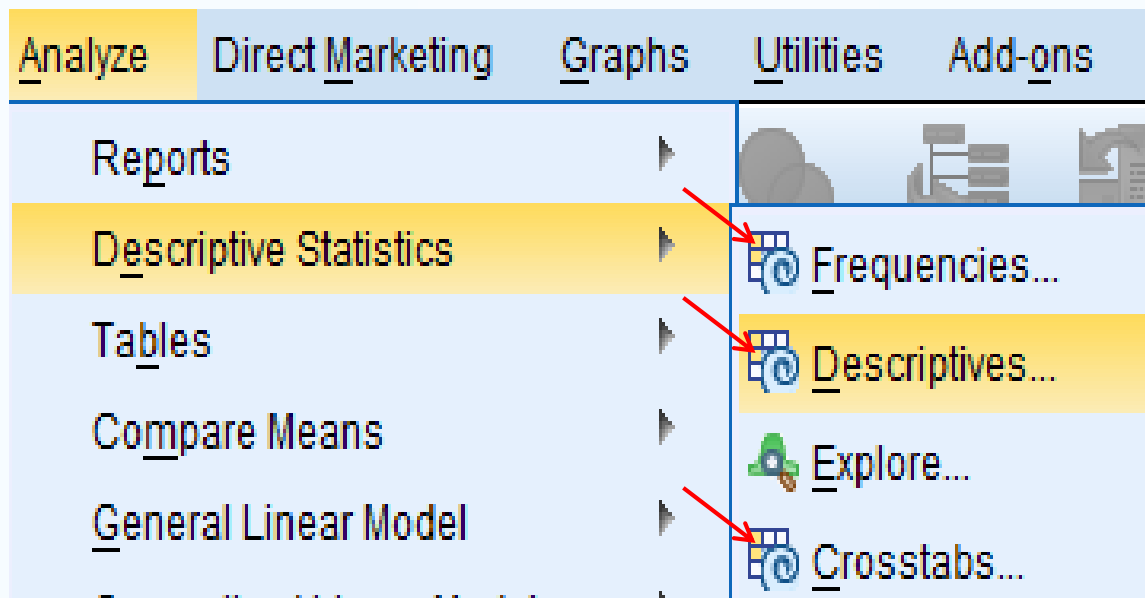 Analyze Direct Marketing Graphs Utilities Add-ons
Reports
Descriptive Statistics
Tables
Compare Means
General Linear Model
Frequencies...
Descriptives...
Explore...
Crosstabs...